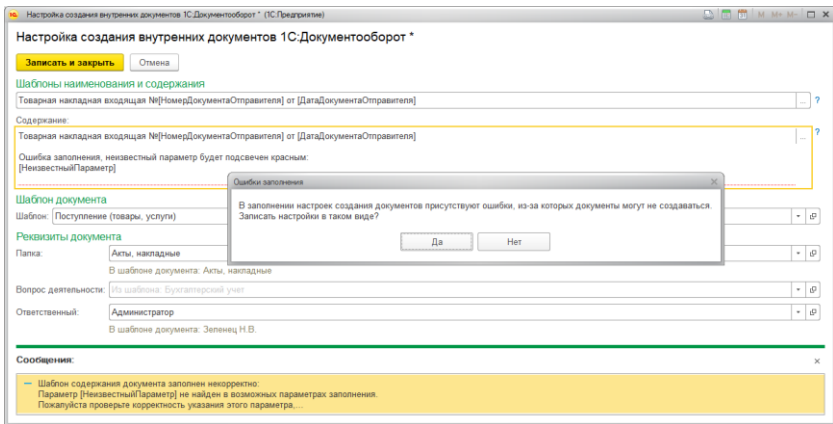 Настройка создания внутренних документов 1С:Документооборот * (1С:Предприятие)
M M+ M-
Настройка создания внутренних документов 1С:Документооборот *
Записать и закрыть Отмена
Шаблоны наименования и содержания
Товарная накладная входящая №[НомерДокументаОтправителя] от [ДатаДокументаОтправителя] ... ?
Содержание:
Товарная накладная входящая №[НомерДокументаОтправителя] от [ДатаДокументаОтправителя] ... ?
Ошибка заполнения, неизвестный параметр будет подсвечен красным:
[НеизвестныйПараметр]
Ошибки заполнения
В заполнении настроек создания документов присутствуют ошибки, из-за которых документы могут не создаваться.
Записать настройки в таком виде?
Да Нет
Шаблон документа
Шаблон: Поступление (товары, услуги)
Реквизиты документа
Папка: Акты, накладные
В шаблоне документа: Акты, накладные
Вопрос деятельности: Из шаблона: Бухгалтерский учет
Ответственный: Администратор
В шаблоне документа: Зеленец Н.В.
Сообщения:
Шаблон содержания документа заполнен некорректно:
Параметр [НеизвестныйПараметр] не найден в возможных параметрах заполнения.
Пожалуйста проверьте корректность указания этого параметра,...